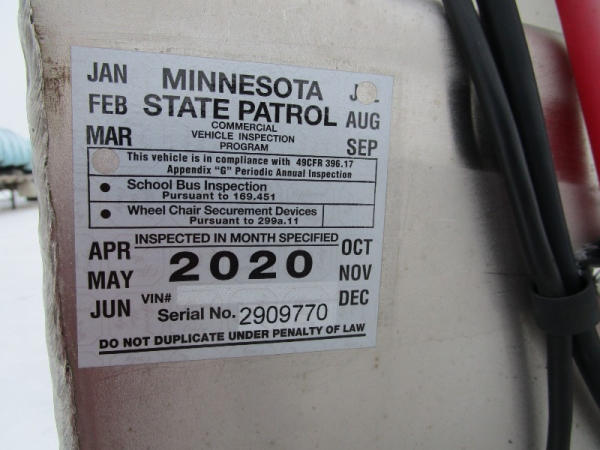 JAN
FEB
MAR
MINNESOTA
STATE PATROL
COMMERCIAL
VEHICLE INSPECTION
PROGRAM
AUG
SEP
This vehicle is in compliance with 49CFR 396.17
Appendix "G" Periodic Annual Inspection
• School Bus Inspection
Pursuant to 169.451
• Wheel Chair Securement Devices
Pursuant to 299a.11
APR
MAY
JUN
INSPECTED IN MONTH SPECIFIED
2020
OCT
NOV
DEC
VIN#
Serial No. 2909770
DO NOT DUPLICATE UNDER PENALTY OF LAW